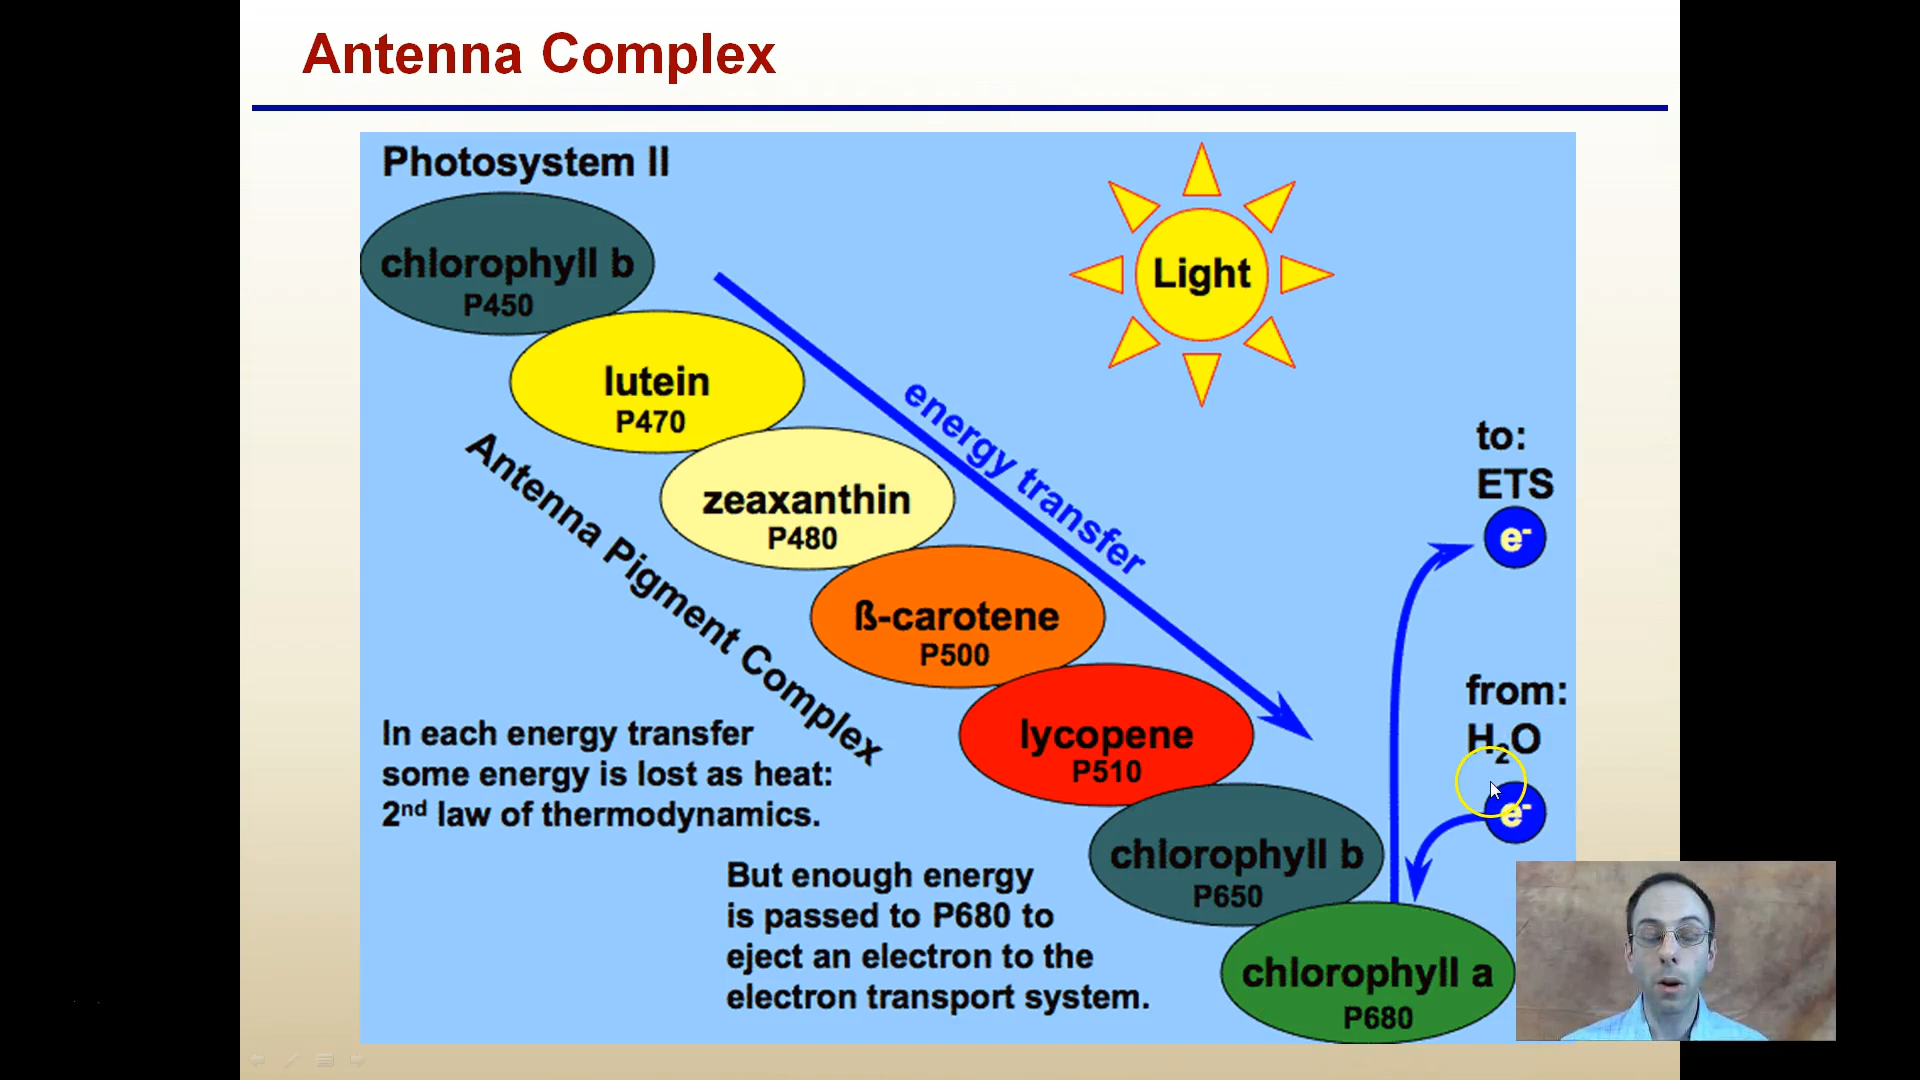 Antenna Complex
Photosystem II
chlorophyll b
P450
Light
lutein
P470
energy transfer
zeaxanthin
P480
to:
ETS
e-
Antenna Pigment Complex
ß-carotene
P500
from:
H₂O
e-
lycopene
P510
In each energy transfer
some energy is lost as heat:
2nd law of thermodynamics.
chlorophyll b
P650
But enough energy
is passed to P680 to
eject an electron to the
electron transport system.
chlorophyll a
P680